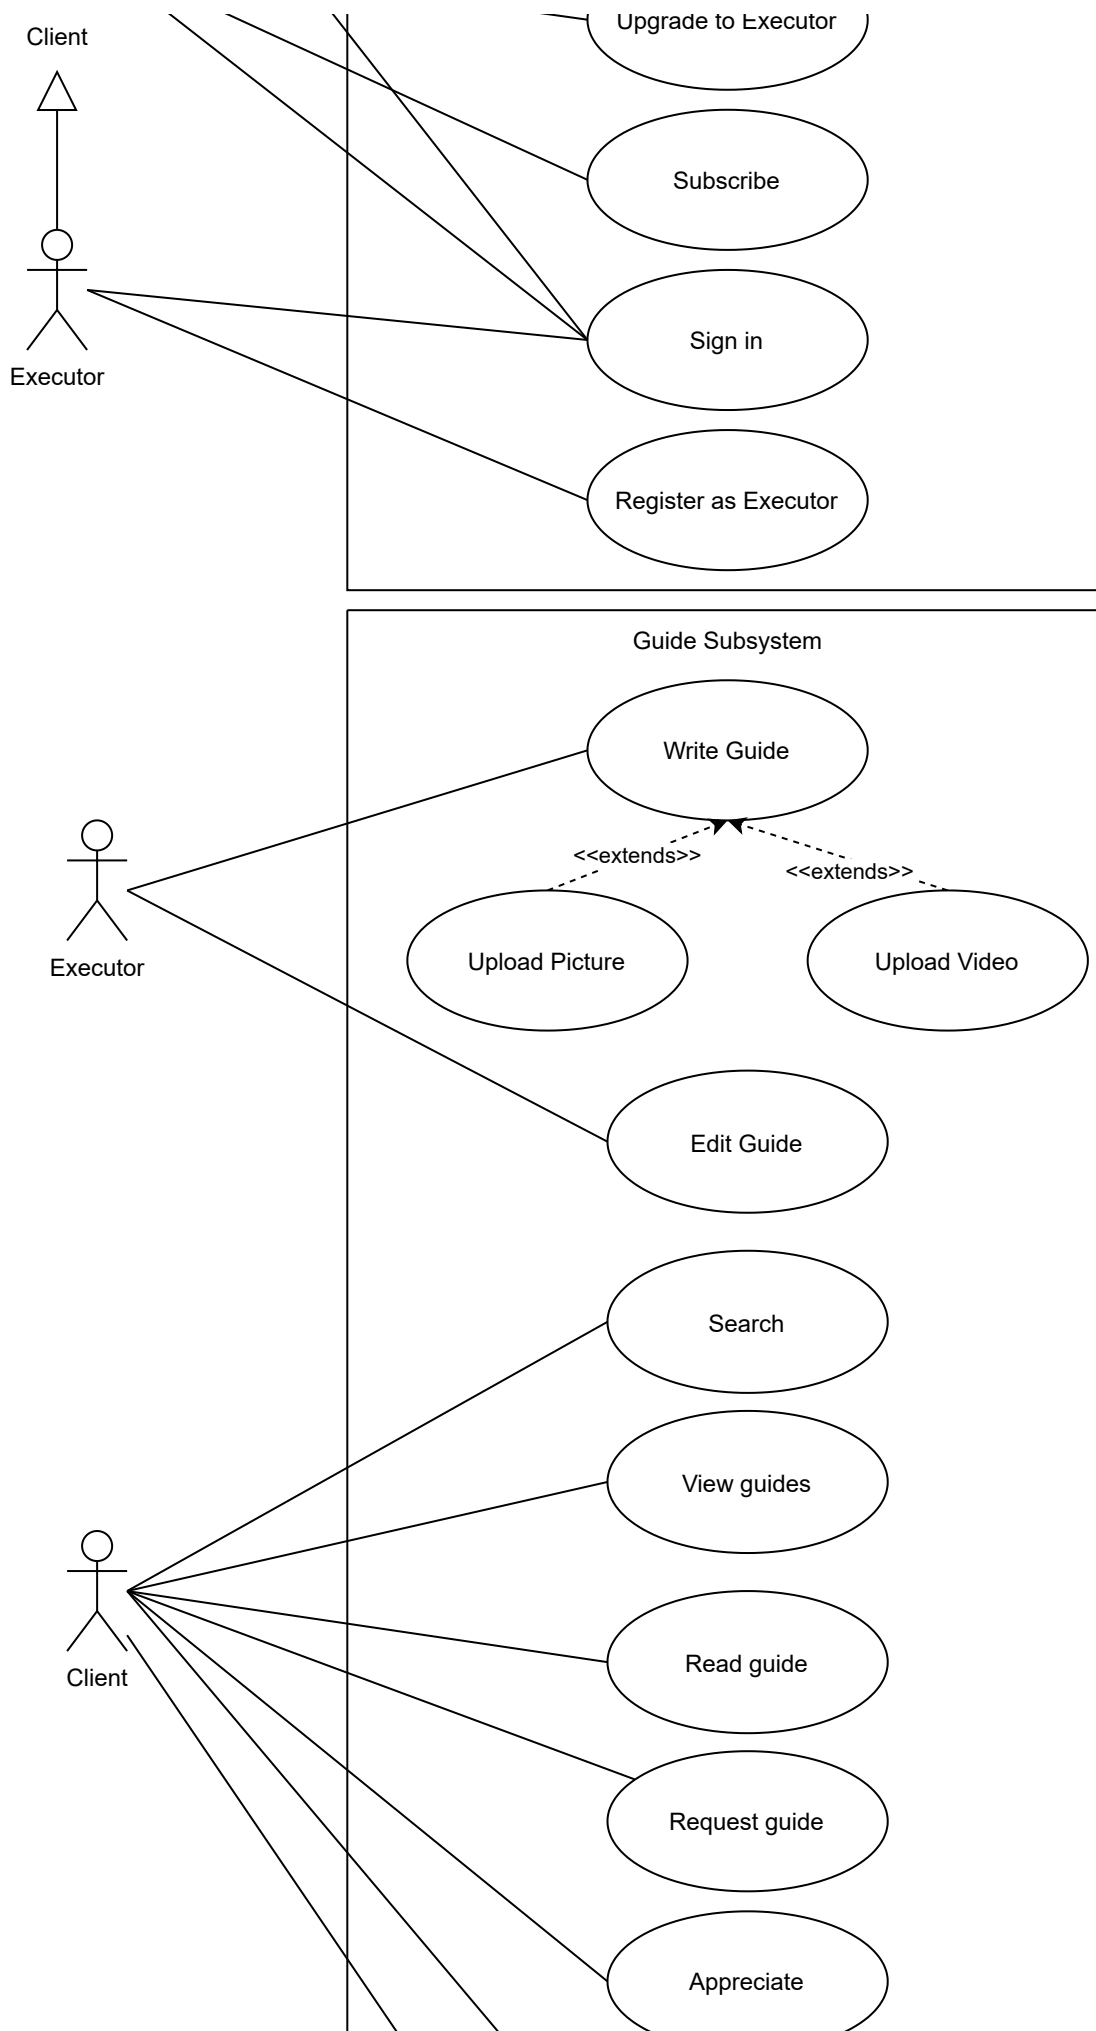 Upgrade to Executor
Client
Subscribe
Sign in
Executor
Register as Executor
Guide Subsystem
Write Guide
<<extends>>
<<extends>>
Upload Picture
Upload Video
Executor
Edit Guide
Search
View guides
Read guide
Client
Request guide
Appreciate